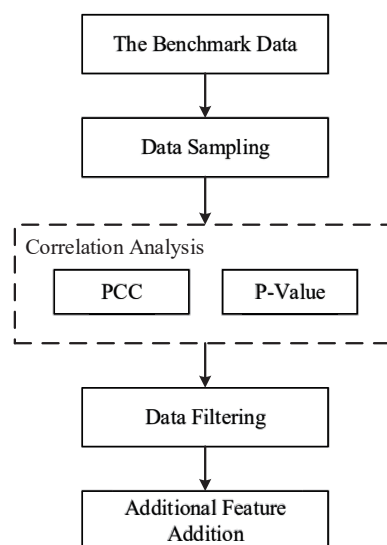 The Benchmark Data
Data Sampling
Correlation Analysis
PCC
P-Value
Data Filtering
Additional Feature
Addition